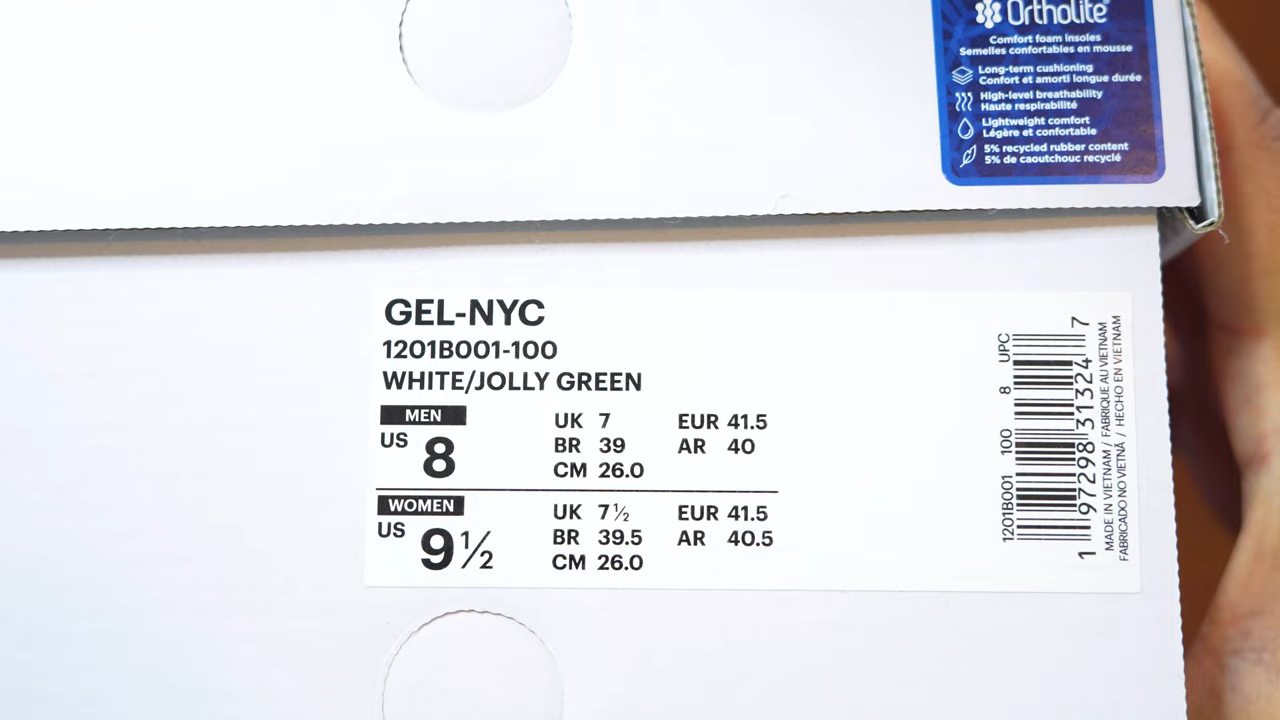 Ortholite
Comfort foam insoles
Semelles confortables en mousse
Long-term cushioning
Confort et amorti longue durée
High-level breathability
Haute respirabilité
Lightweight comfort
Légère et confortable
5% recycled rubber content
5% de caoutchouc recyclé
GEL-NYC
1201B001-100
WHITE/JOLLY GREEN
MEN
US 8
UK 7 EUR 41.5
BR 39 AR 40
CM 26.0
WOMEN
US 9½
UK 7½ EUR 41.5
BR 39.5 AR 40.5
CM 26.0
1201B001 100 8 UPC
1 97298 31324 7
MADE IN VIETNAM / FABRIQUE AU VIETNAM
FABRICADO NO VIETNÃ / HECHO EN VIETNAM